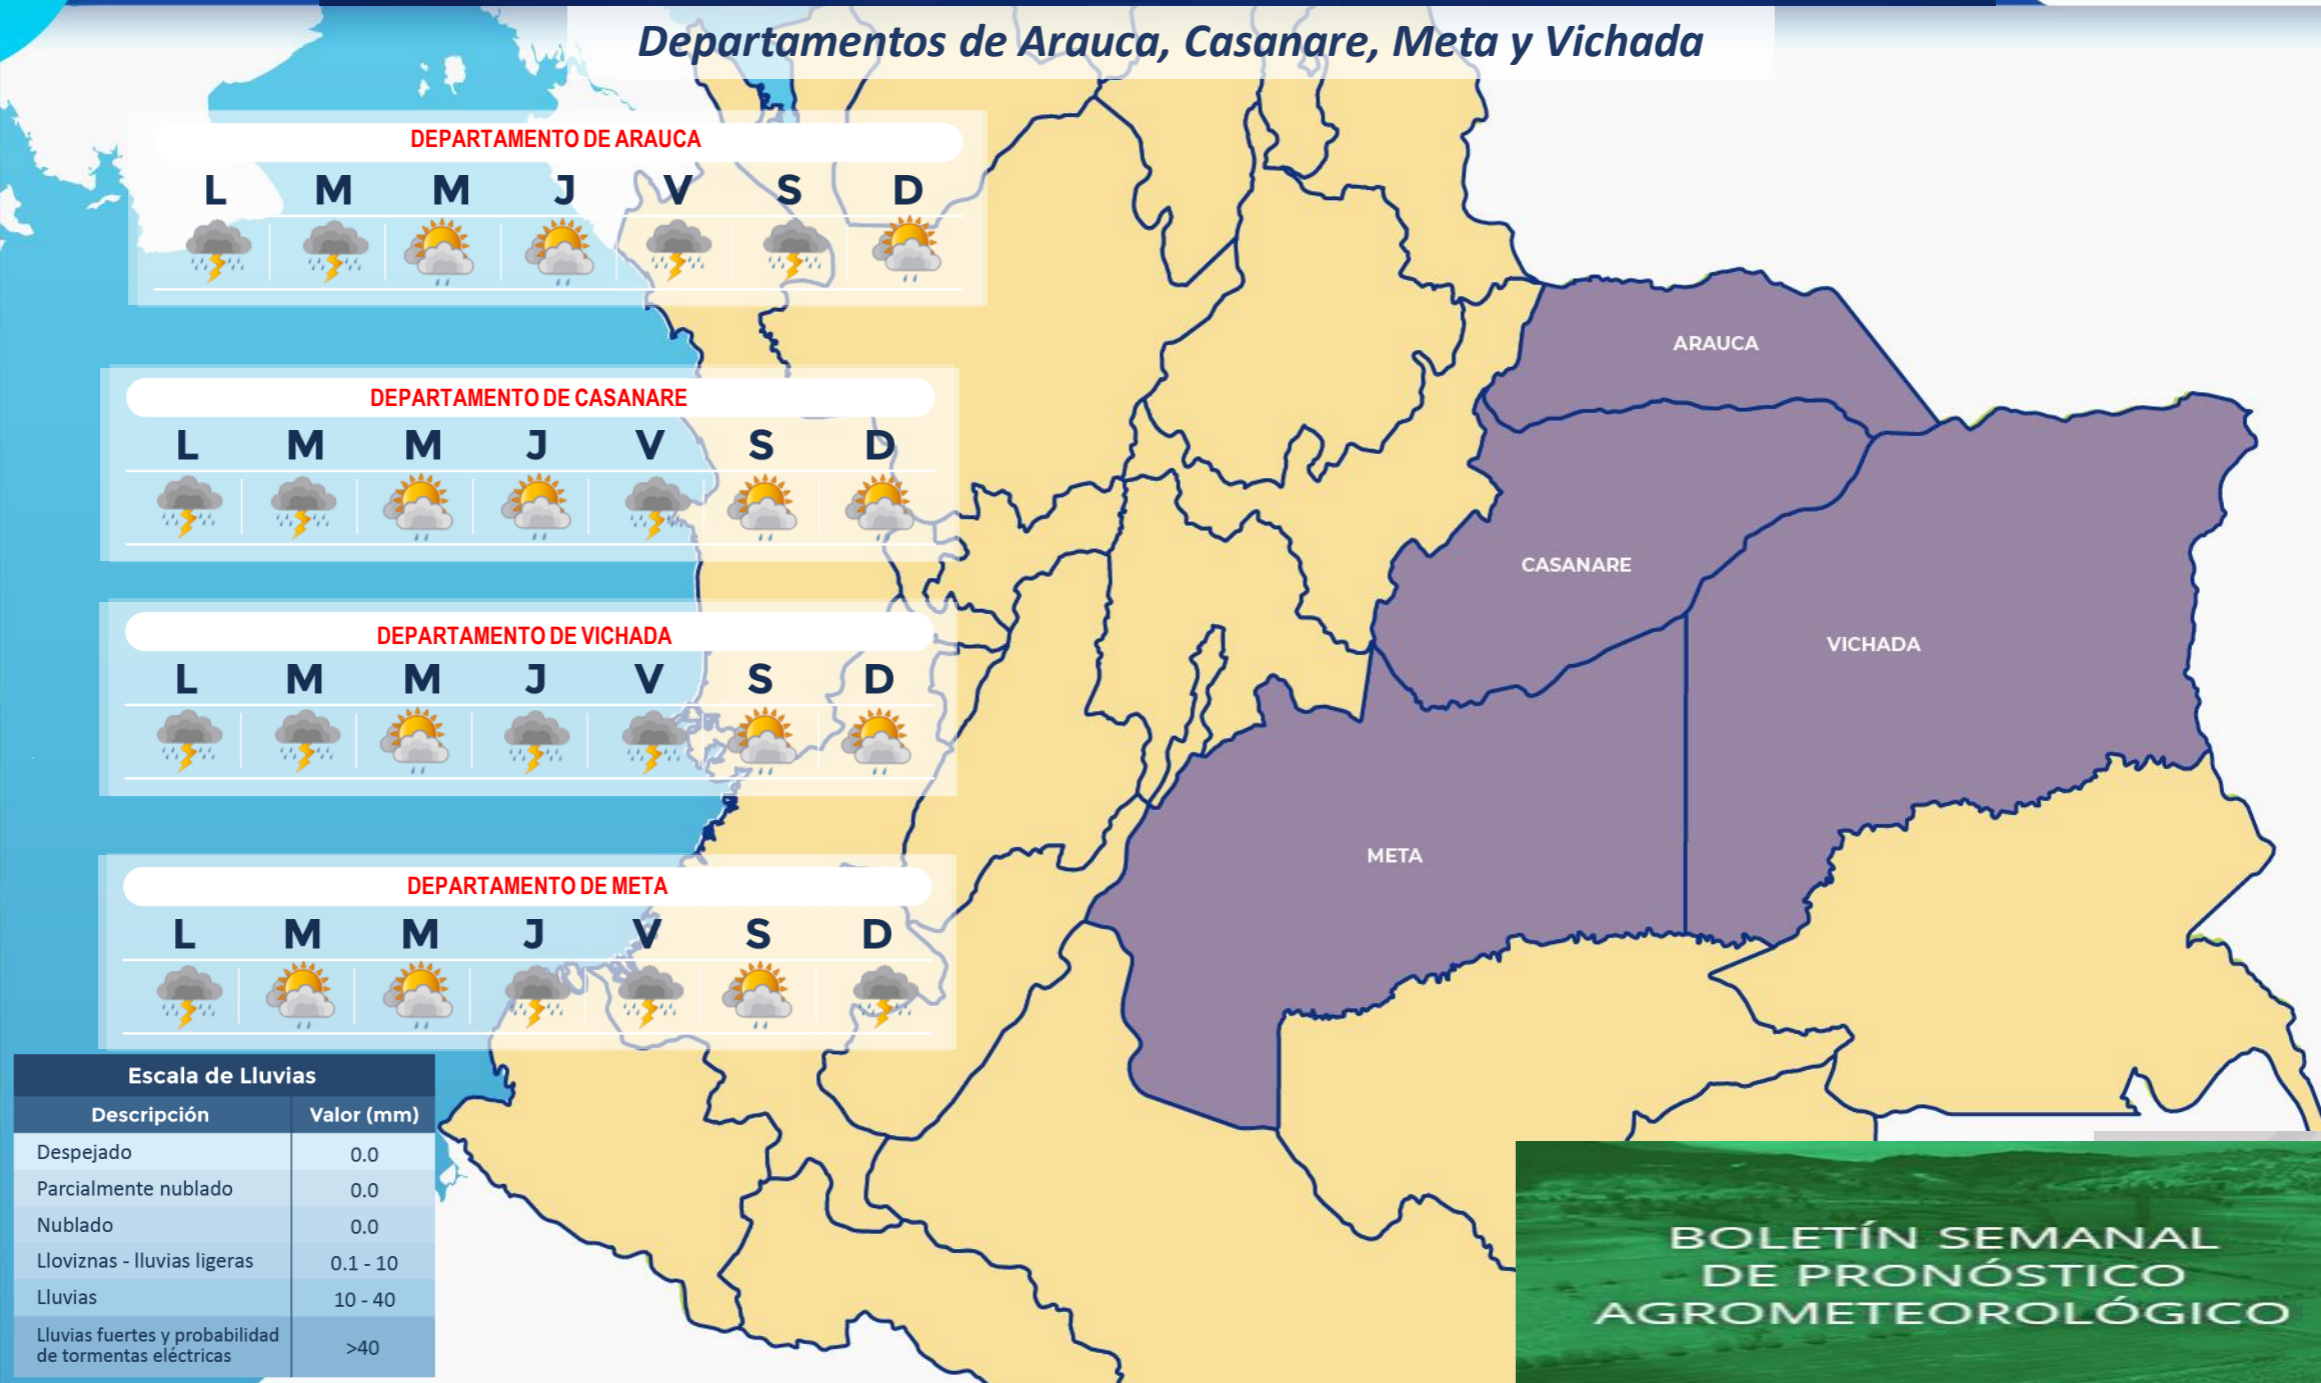 Departamentos de Arauca, Casanare, Meta y Vichada
DEPARTAMENTO DE ARAUCA
L M M J V S D
DEPARTAMENTO DE CASANARE
L M M J V S D
DEPARTAMENTO DE VICHADA
L M M J V S D
DEPARTAMENTO DE META
L M M J V S D
ARAUCA
CASANARE
VICHADA
META
Escala de Lluvias
Descripción Valor (mm)
Despejado 0.0
Parcialmente nublado 0.0
Nublado 0.0
Lloviznas - lluvias ligeras 0.1 - 10
Lluvias 10 - 40
Lluvias fuertes y probabilidad
de tormentas eléctricas >40
BOLETÍN SEMANAL
DE PRONÓSTICO
AGROMETEOROLÓGICO